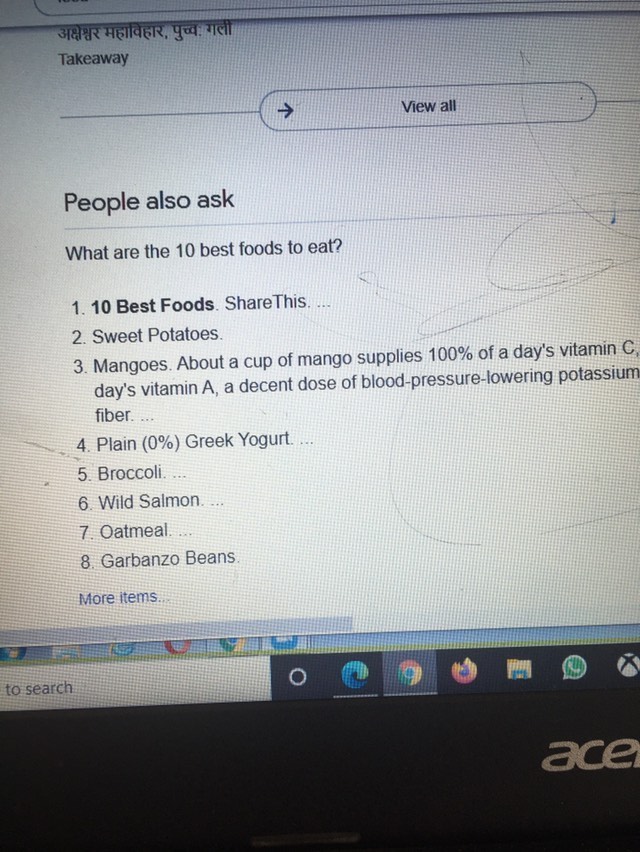 अक्षेश्वर महाविहार, पुच्व: गली
Takeaway
View all
People also ask
What are the 10 best foods to eat?
1. 10 Best Foods. ShareThis. ...
2. Sweet Potatoes.
3. Mangoes. About a cup of mango supplies 100% of a day's vitamin C,
day's vitamin A, a decent dose of blood-pressure-lowering potassium
fiber. ...
4. Plain (0%) Greek Yogurt. ...
5. Broccoli. ...
6. Wild Salmon. ...
7. Oatmeal. ...
8. Garbanzo Beans.
More items...
to search
acer